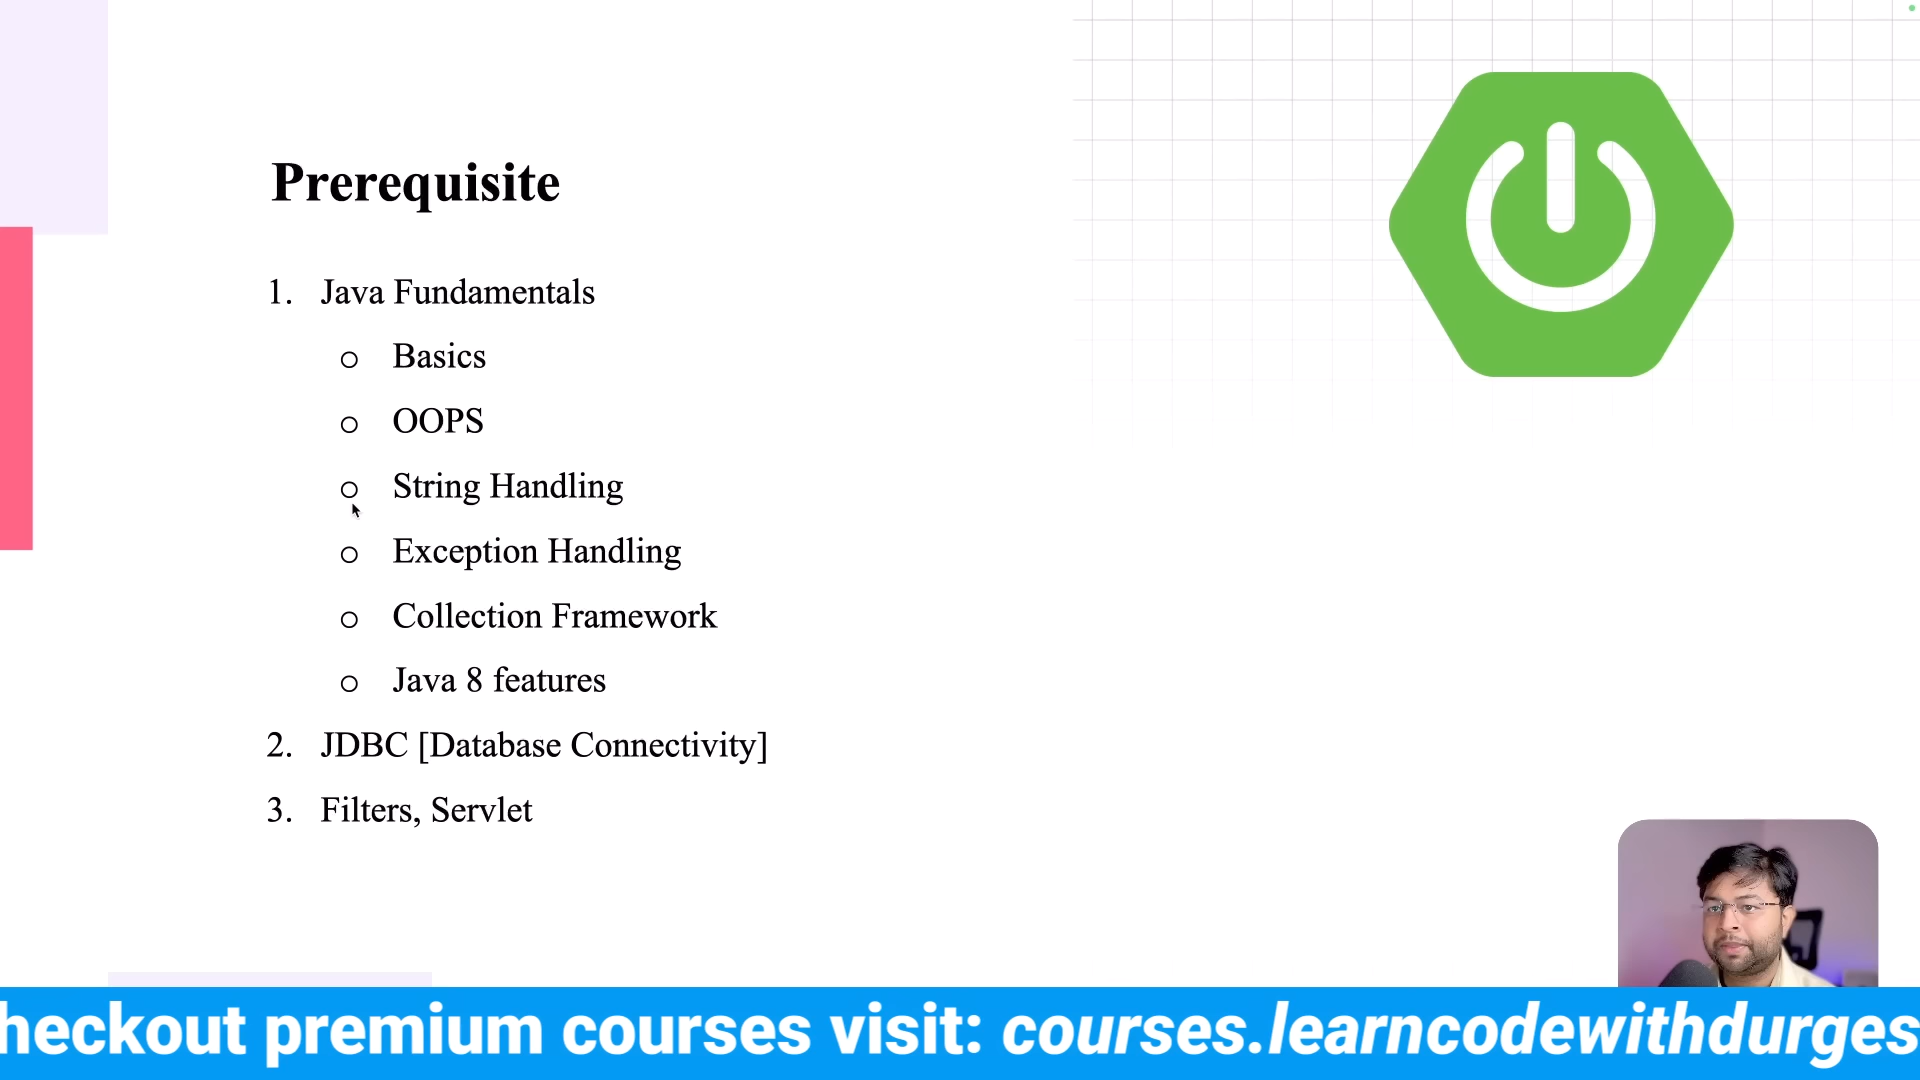 Prerequisite
1. Java Fundamentals
o Basics
o OOPS
o String Handling
o Exception Handling
o Collection Framework
o Java 8 features
2. JDBC [Database Connectivity]
3. Filters, Servlet
heckout premium courses visit: courses.learncodewithdurges